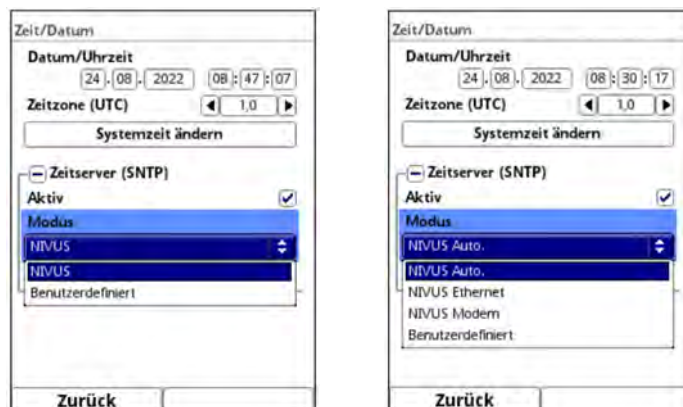 Zeit/Datum
Datum/Uhrzeit
24 . 08 . 2022 08 : 47 : 07
Zeitzone (UTC) 1,0
Systemzeit ändern
Zeitserver (SNTP)
Aktiv
Modus
NIVUS
NIVUS
Benutzerdefiniert
Zurück
Zeit/Datum
Datum/Uhrzeit
24 . 08 . 2022 08 : 30 : 17
Zeitzone (UTC) 1,0
Systemzeit ändern
Zeitserver (SNTP)
Aktiv
Modus
NIVUS Auto.
NIVUS Auto.
NIVUS Ethernet
NIVUS Modem
Benutzerdefiniert
Zurück